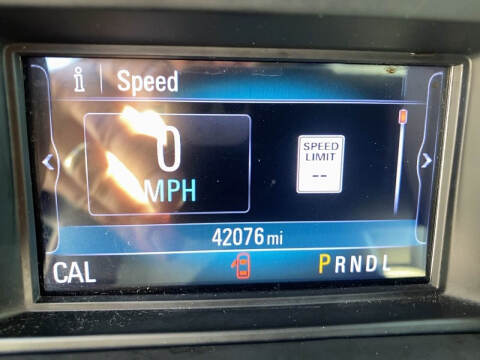 i | Speed
0
MPH
SPEED
LIMIT
--
42076 mi
CAL
PRNDL